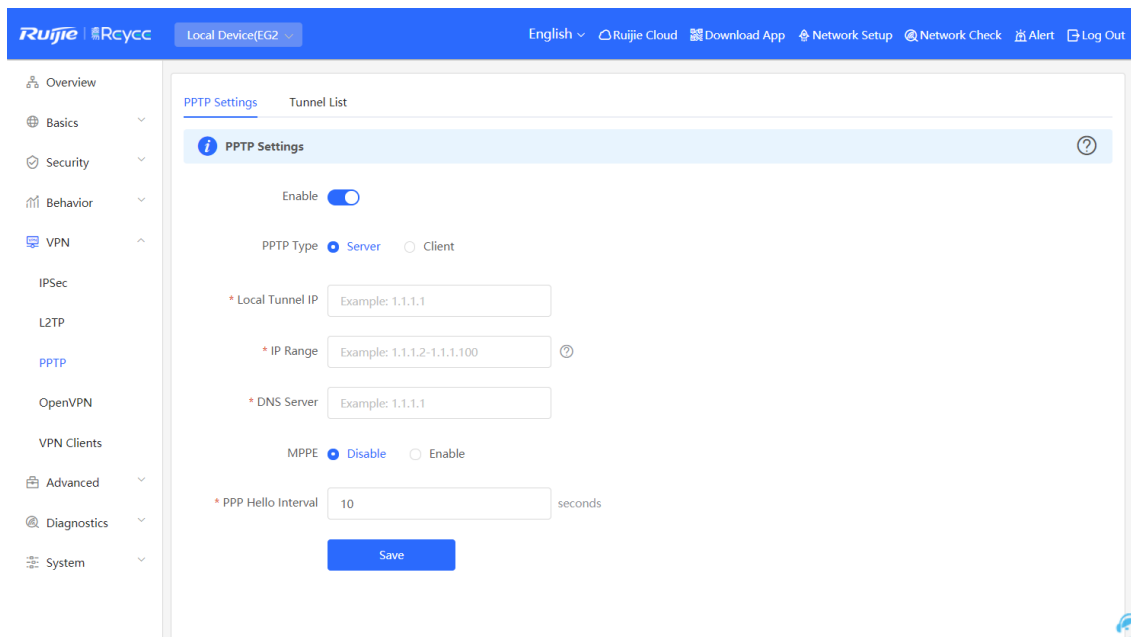 Ruijie | Reycc Local Device(EG2 English Ruijie Cloud Download App Network Setup Network Check Alert Log Out
Overview
Basics
Security
Behavior
VPN
IPSec
L2TP
PPTP
OpenVPN
VPN Clients
Advanced
Diagnostics
System
PPTP Settings Tunnel List
i PPTP Settings ?
Enable
PPTP Type Server Client
* Local Tunnel IP Example: 1.1.1.1
* IP Range Example: 1.1.1.2-1.1.1.100 ?
* DNS Server Example: 1.1.1.1
MPPE Disable Enable
* PPP Hello Interval 10 seconds
Save